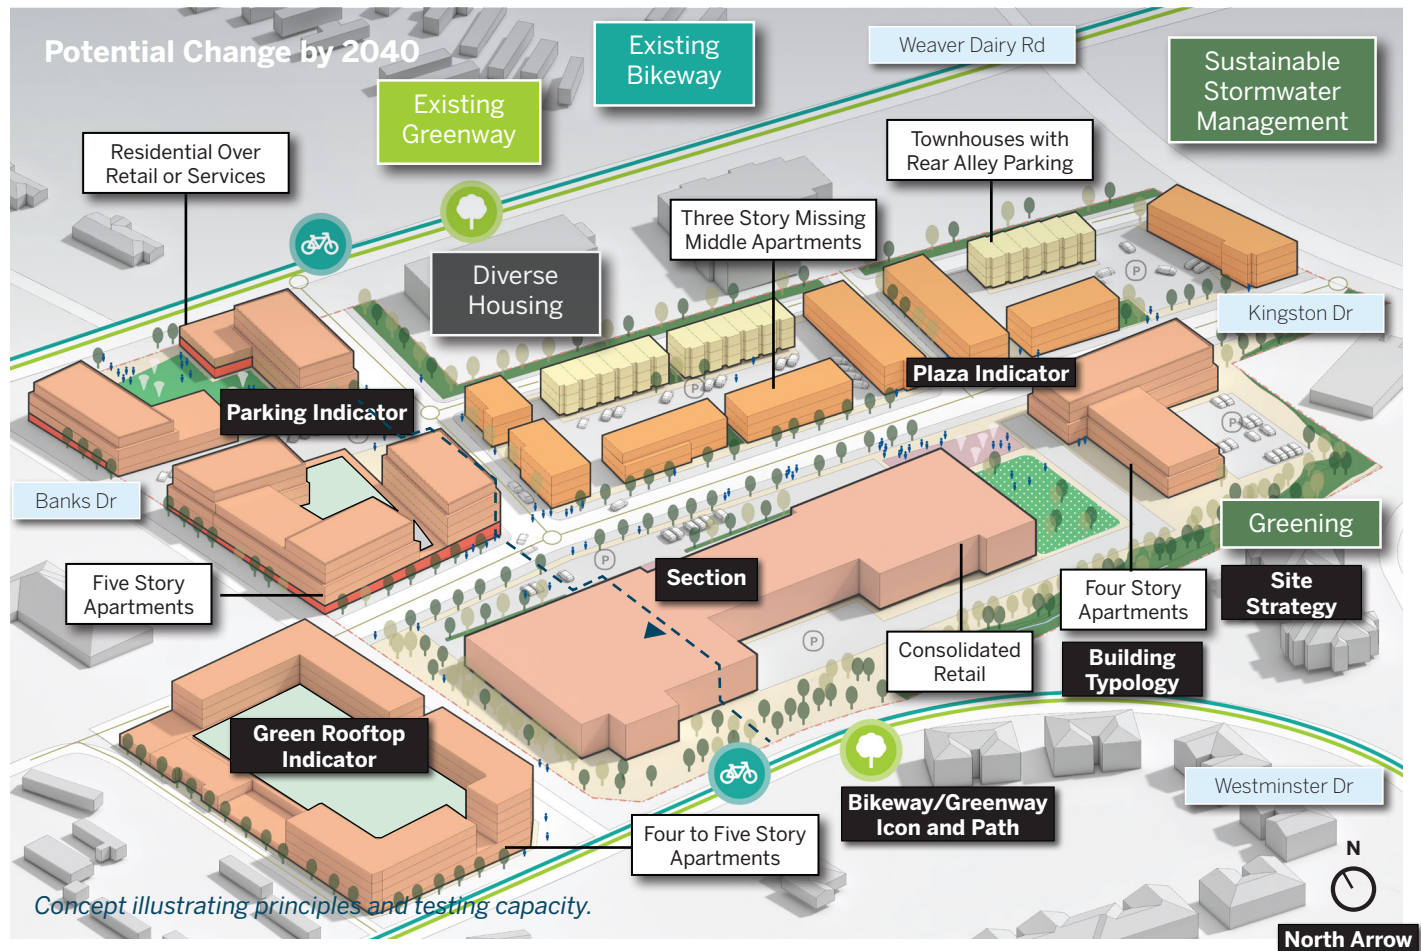 Potential Change by 2040
Existing
Bikeway
Weaver Dairy Rd
Sustainable
Stormwater
Management
Existing
Greenway
Residential Over
Retail or Services
Townhouses with
Rear Alley Parking
Three Story Missing
Middle Apartments
Diverse
Housing
P
Kingston Dr
Plaza Indicator
P
Parking Indicator
P
Banks Dr
Greening
P
Section
Five Story
Apartments
Four Story
Apartments
Site
Strategy
P
Consolidated
Retail
Building
Typology
Green Rooftop
Indicator
Westminster Dr
Bikeway/Greenway
Icon and Path
Four to Five Story
Apartments
N
Concept illustrating principles and testing capacity.
North Arrow